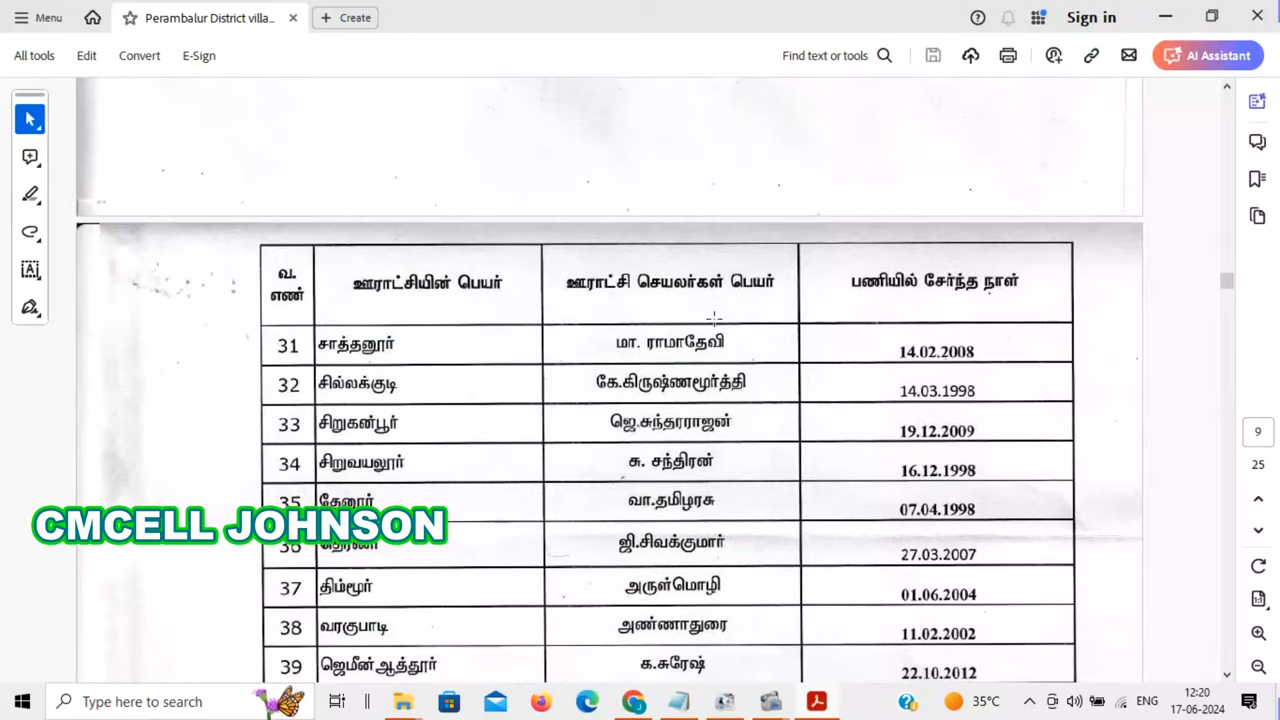 Menu
Perambalur District villa...
Create
Sign in
All tools
Edit
Convert
E-Sign
Find text or tools
AI Assistant
வ. எண் ஊராட்சியின் பெயர் ஊராட்சி செயலர்கள் பெயர் பணியில் சேர்ந்த நாள்
31 சாத்தனூர் மா. ராமாதேவி 14.02.2008
32 சில்லக்குடி கே.கிருஷ்ணமூர்த்தி 14.03.1998
33 சிறுகன்பூர் ஜெ.சுந்தரராஜன் 19.12.2009
34 சிறுவயலூர் சு. சந்திரன் 16.12.1998
35 தேனூர் வா.தமிழரசு 07.04.1998
CMCELL JOHNSON
36 ஜி.சிவக்குமார் 27.03.2007
37 திம்மூர் அருள்மொழி 01.06.2004
38 வரகுபாடி அண்ணாதுரை 11.02.2002
39 ஜெமீன்ஆத்தூர் க.சுரேஷ் 22.10.2012
9
25
Type here to search
35°C
ENG
12:20
17-06-2024